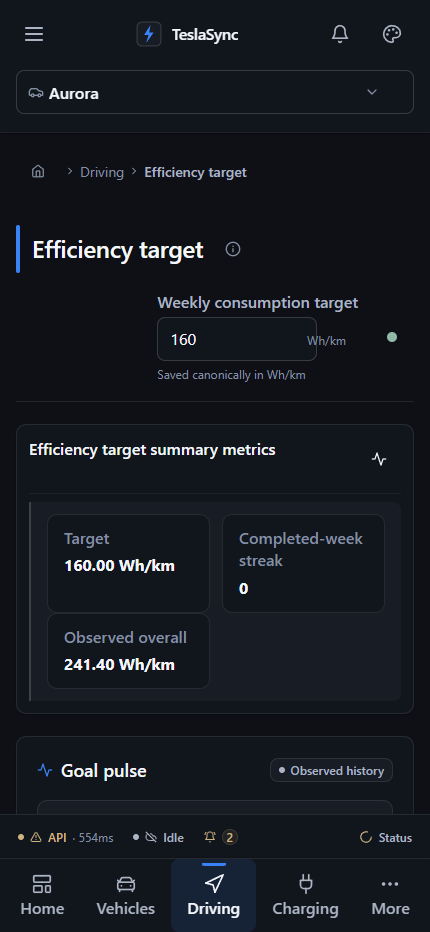 TeslaSync
Aurora
Driving
Efficiency target
Efficiency target
Weekly consumption target
160
Wh/km
Saved canonically in Wh/km
Efficiency target summary metrics
Target
160.00 Wh/km
Completed-week
streak
0
Observed overall
241.40 Wh/km
Goal pulse
Observed history
API · 554ms
Idle
2
Status
Home
Vehicles
Driving
Charging
More